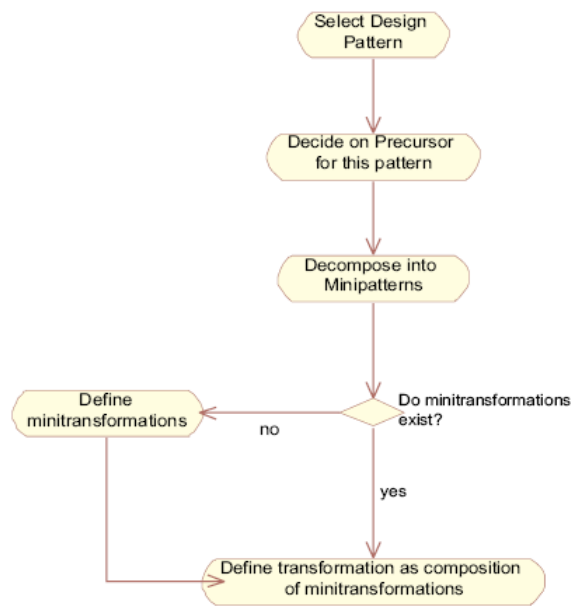 Select Design
Pattern
Decide on Precursor
for this pattern
Decompose into
Minipatterns
Do minitransformations
exist?
Define
minitransformations
no
yes
Define transformation as composition
of minitransformations